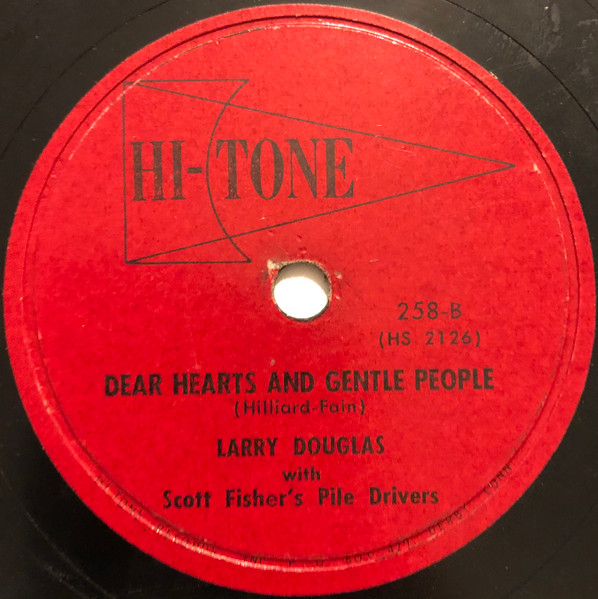 HI-TONE
258-B
(HS 2126)
DEAR HEARTS AND GENTLE PEOPLE
(Hilliard-Fain)
LARRY DOUGLAS
with
Scott Fisher's Pile Drivers